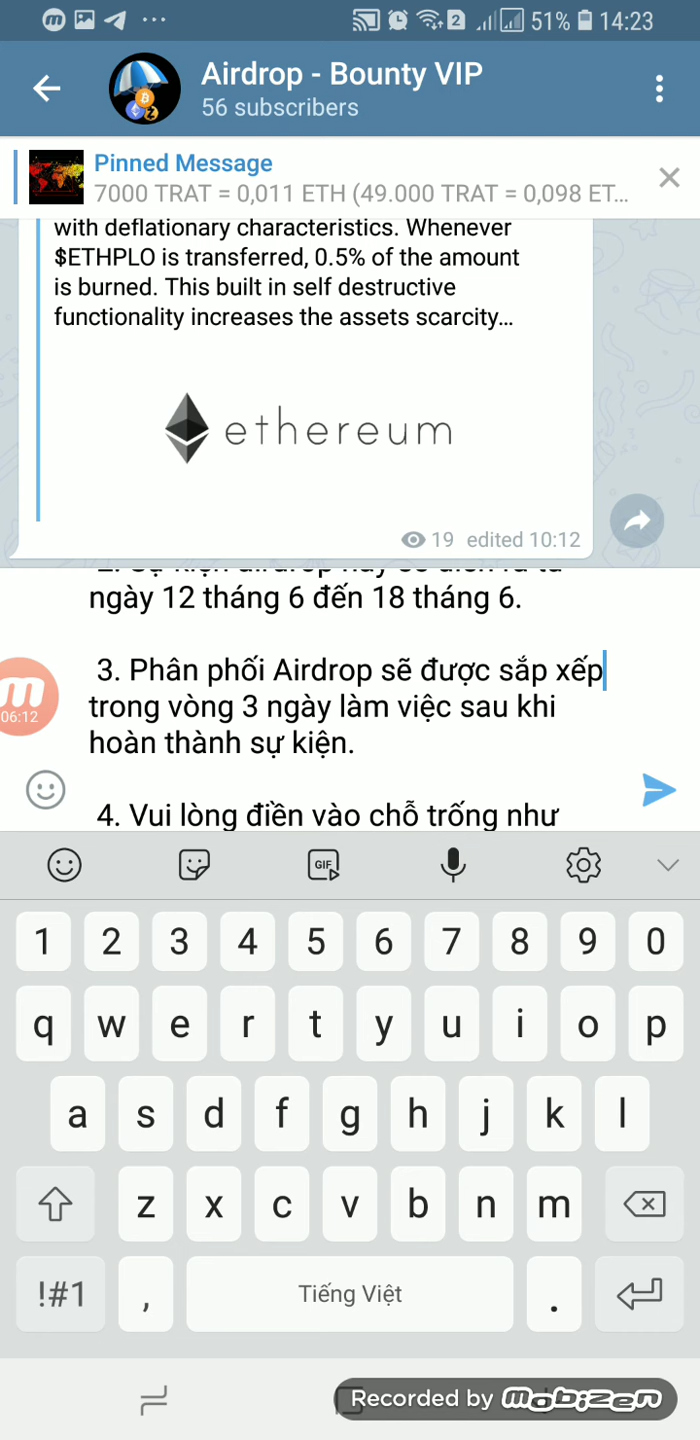 51% 14:23
Airdrop - Bounty VIP
56 subscribers
Pinned Message
7000 TRAT = 0,011 ETH (49.000 TRAT = 0,098 ET...
with deflationary characteristics. Whenever
$ETHPLO is transferred, 0.5% of the amount
is burned. This built in self destructive
functionality increases the assets scarcity...
ethereum
19 edited 10:12
ngày 12 tháng 6 đến 18 tháng 6.
3. Phân phối Airdrop sẽ được sắp xếp
trong vòng 3 ngày làm việc sau khi
hoàn thành sự kiện.
06:12
4. Vui lòng điền vào chỗ trống như
GIF
1 2 3 4 5 6 7 8 9 0
q w e r t y u i o p
a s d f g h j k l
z x c v b n m
!#1 , Tiếng Việt .
Recorded by mobizen